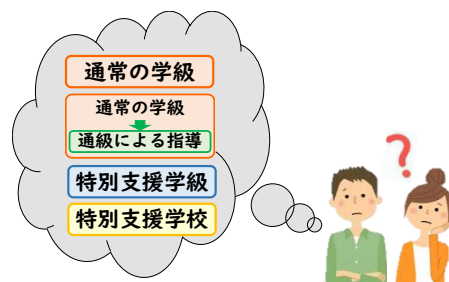 通常の学級
通常の学級
通級による指導
特別支援学級
特別支援学校
?